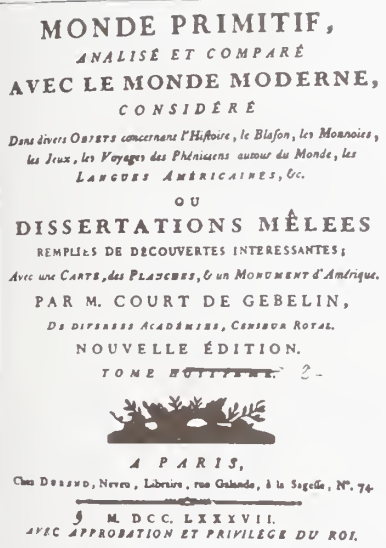 MONDE PRIMITIF,
ANALISÉ ET COMPARÉ
AVEC LE MONDE MODERNE,
CONSIDÉRÉ
Dans divers OBJETS concernant l'Histoire, le Blason, les Monnoies,
les Jeux, les Voyages des Phéniciens autour du Monde, les
LANGUES AMÉRICAINES, &c.
OU
DISSERTATIONS MÊLEES
REMPLIES DE DÉCOUVERTES INTERESSANTES;
Avec une CARTE, des PLANCHES, & un MONUMENT d'Amérique.
PAR M. COURT DE GEBELIN,
DE DIVERSES ACADÉMIES, CENSEUR ROYAL.
NOUVELLE ÉDITION.
TOME HUITIEME.
A PARIS,
Chez DURAND, Neveu, Libraire, rue Galande, à la Sagesse, N°. 74.
M. DCC. LXXXVII.
AVEC APPROBATION ET PRIVILÉGE DU ROI.